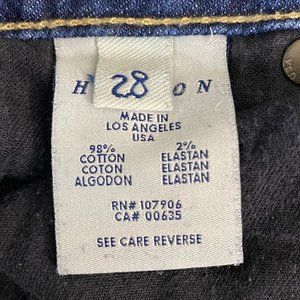 28
H ON
MADE IN
LOS ANGELES
USA
98% 2%
COTTON ELASTAN
COTON ELASTAN
ALGODON ELASTAN
RN# 107906
CA# 00635
SEE CARE REVERSE